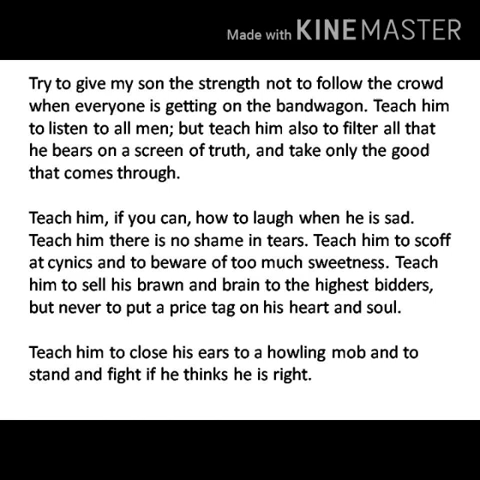 Made with KINEMASTER
Try to give my son the strength not to follow the crowd
when everyone is getting on the bandwagon. Teach him
to listen to all men; but teach him also to filter all that
he bears on a screen of truth, and take only the good
that comes through.
Teach him, if you can, how to laugh when he is sad.
Teach him there is no shame in tears. Teach him to scoff
at cynics and to beware of too much sweetness. Teach
him to sell his brawn and brain to the highest bidders,
but never to put a price tag on his heart and soul.
Teach him to close his ears to a howling mob and to
stand and fight if he thinks he is right.